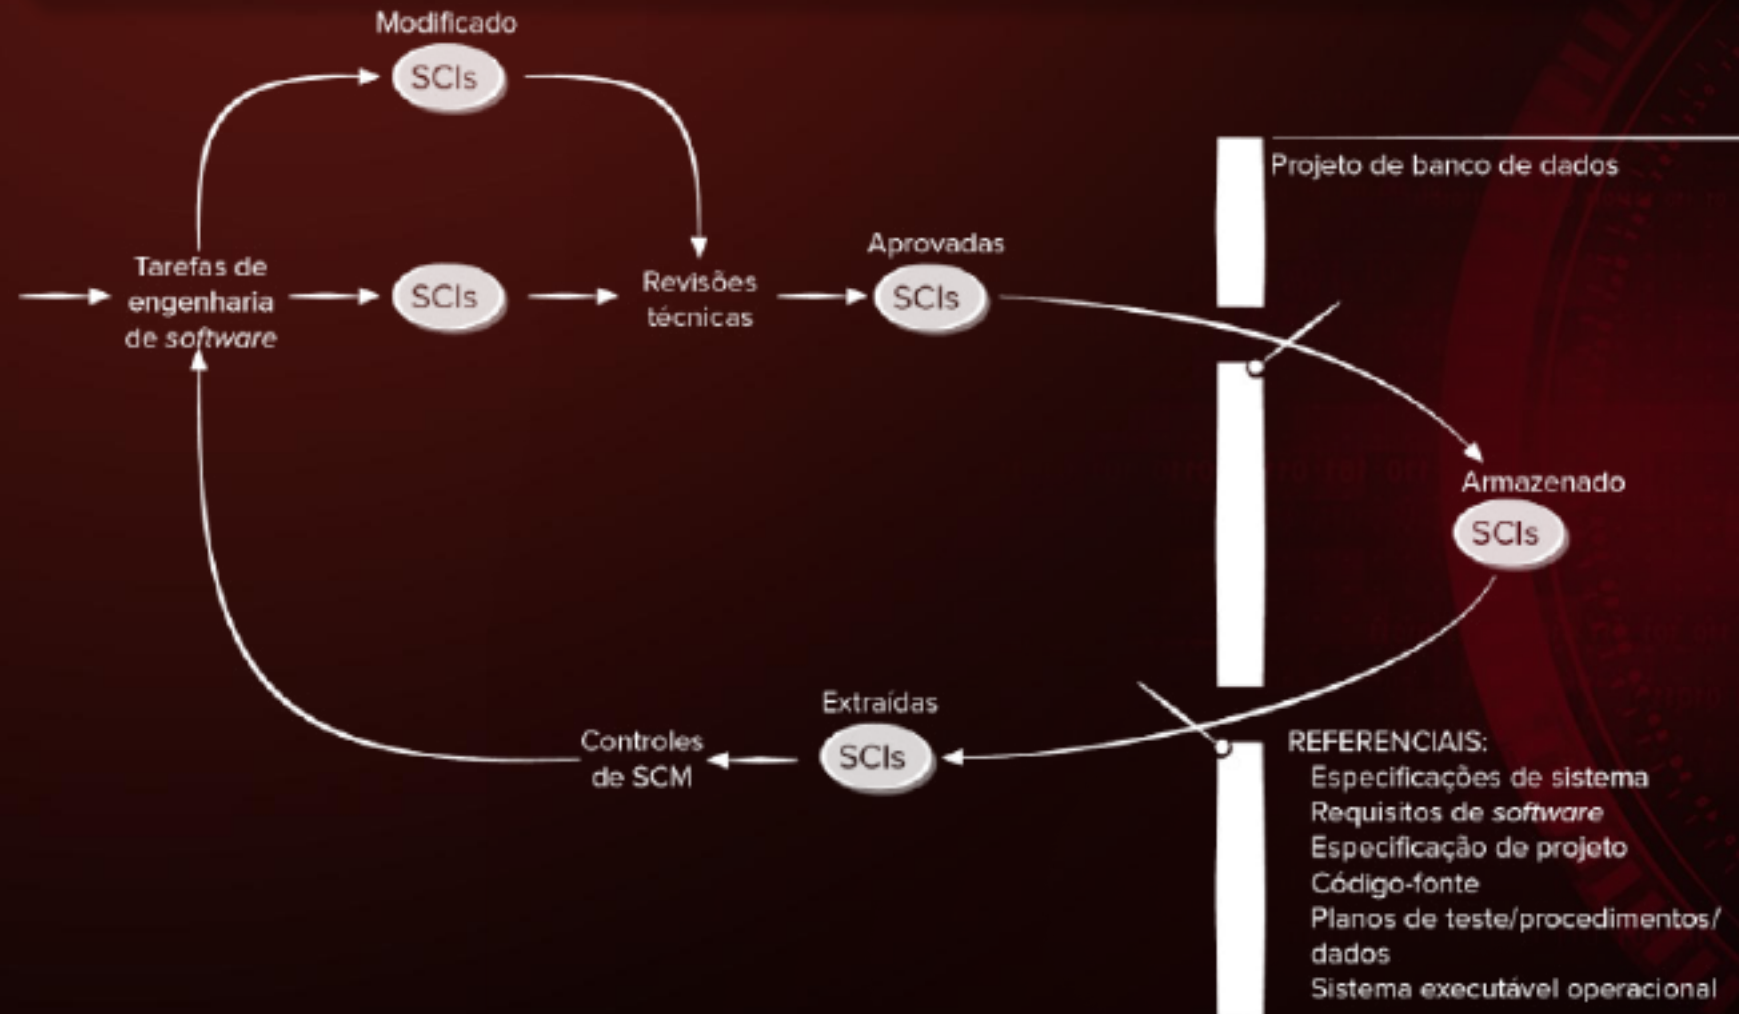 Modificado
SCIs
Projeto de banco de dados
Tarefas de
engenharia
de software
SCIs
Revisões
técnicas
Aprovadas
SCIs
Armazenado
SCIs
Extraídas
SCIs
Controles
de SCM
REFERENCIAIS:
Especificações de sistema
Requisitos de software
Especificação de projeto
Código-fonte
Planos de teste/procedimentos/
dados
Sistema executável operacional